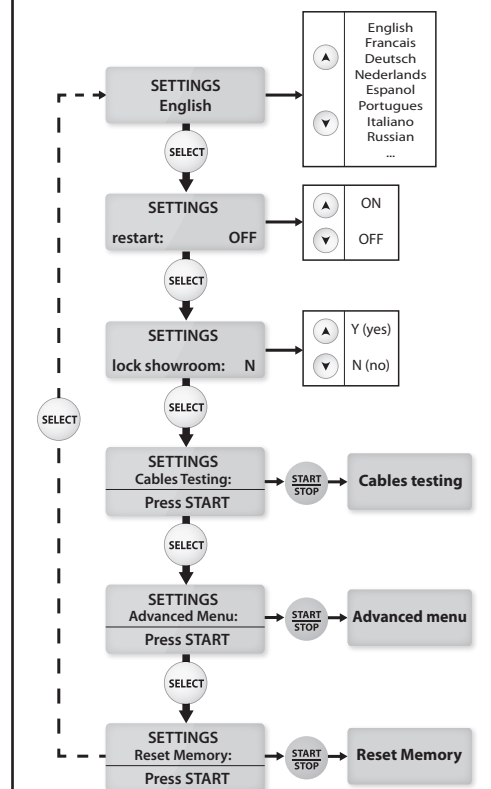 English
Francais
Deutsch
Nederlands
Espanol
Portugues
Italiano
Russian
...
SETTINGS
English
SELECT
SETTINGS
restart: OFF
ON
OFF
SELECT
SETTINGS
lock showroom: N
Y (yes)
N (no)
SELECT
SELECT
SETTINGS
Cables Testing:
Press START
START
STOP
Cables testing
SELECT
SETTINGS
Advanced Menu:
Press START
START
STOP
Advanced menu
SELECT
SETTINGS
Reset Memory:
Press START
START
STOP
Reset Memory